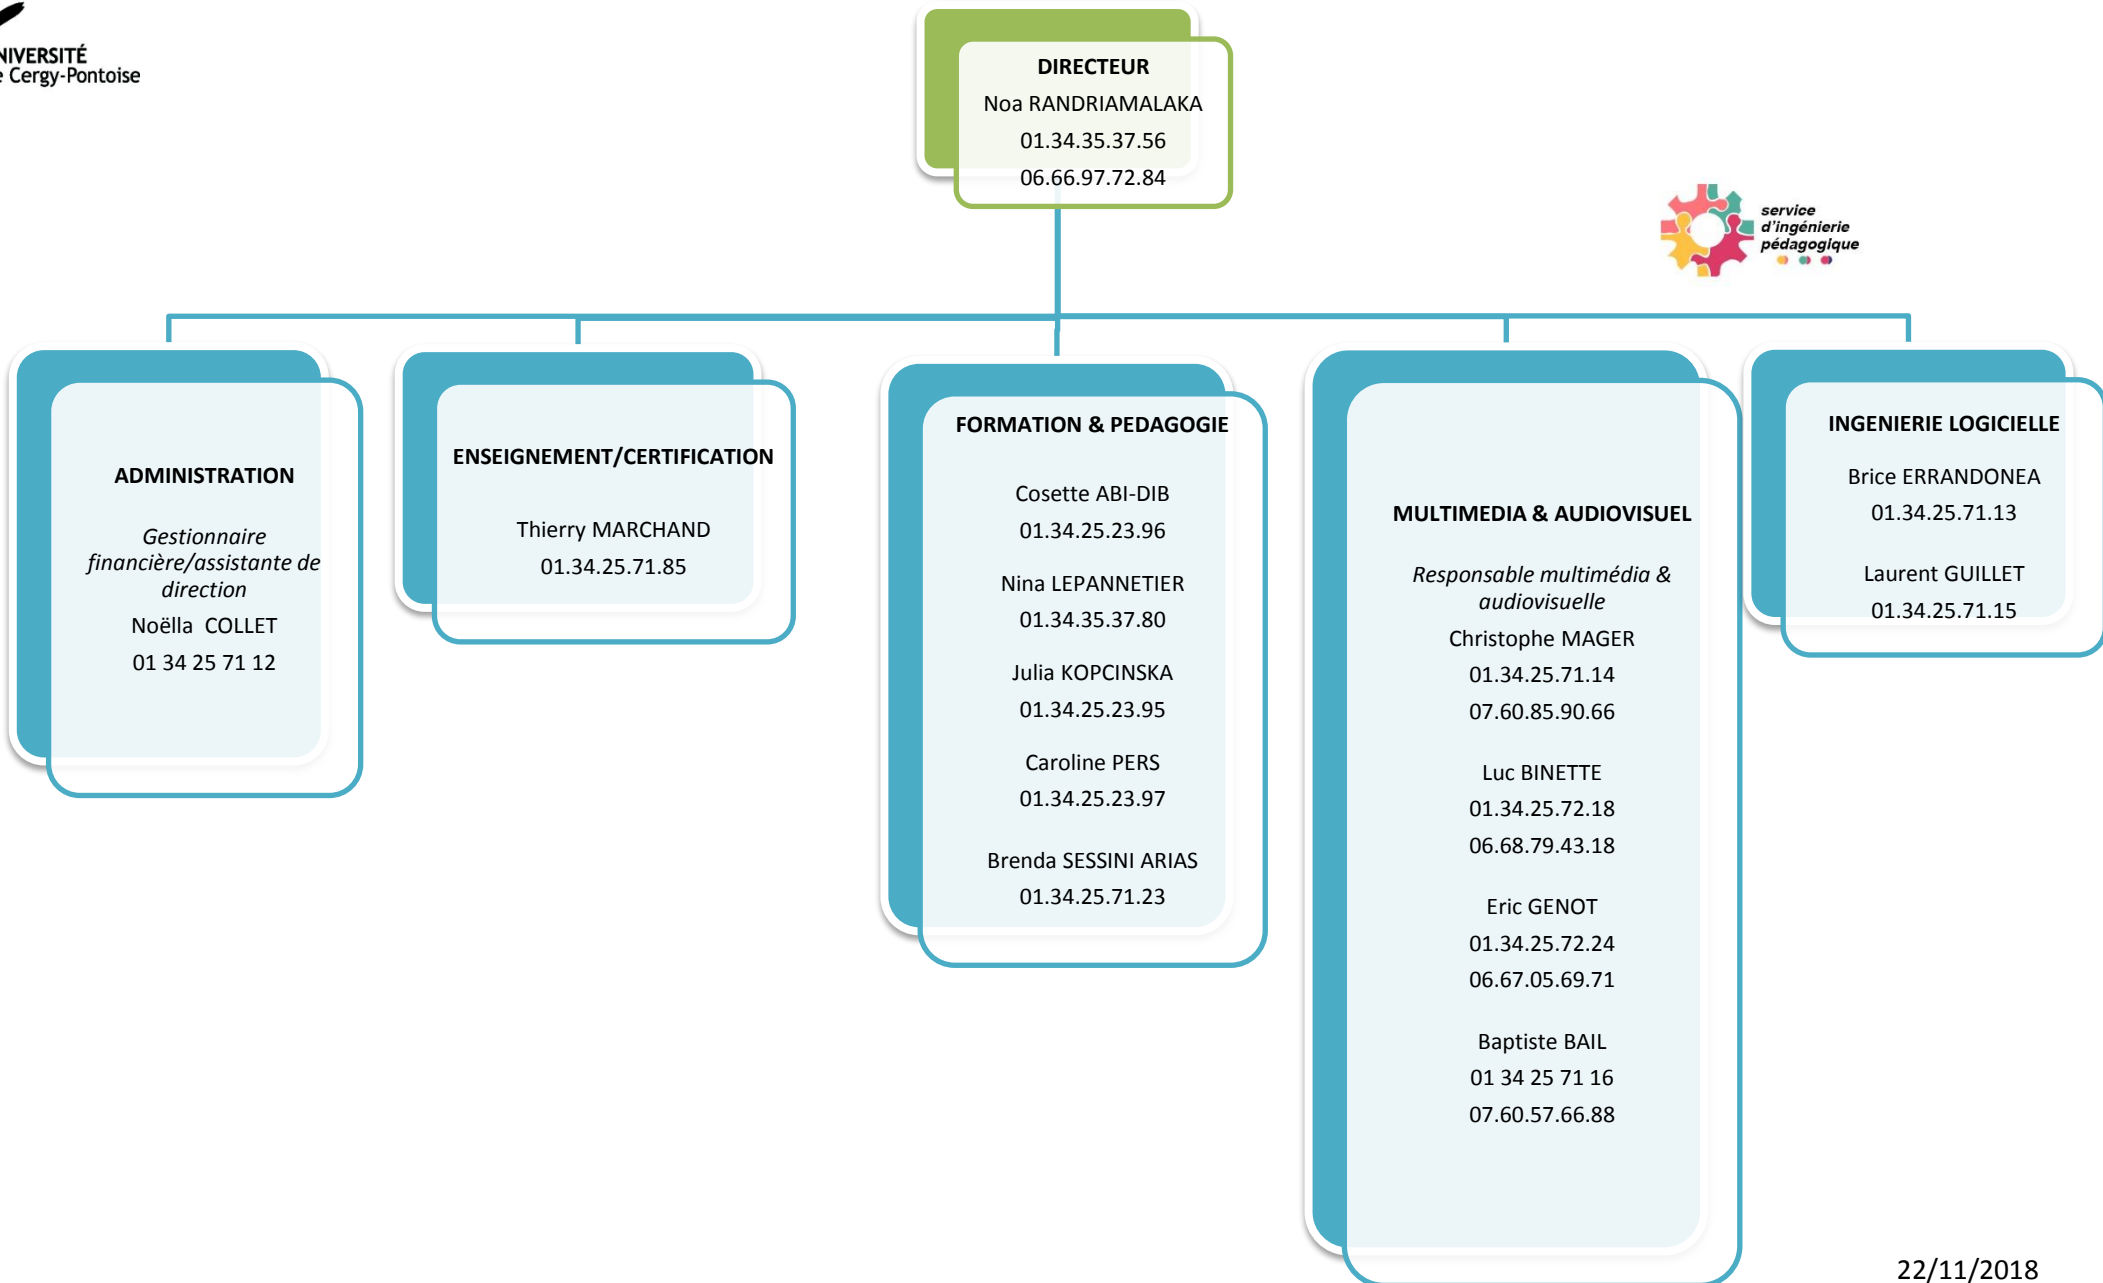 NIVERSITÉ
Cergy-Pontoise
DIRECTEUR
Noa RANDRIAMALAKA
01.34.35.37.56
06.66.97.72.84
service
d'ingénierie
pédagogique
ADMINISTRATION
Gestionnaire
financière/assistante de
direction
Noëlla COLLET
01 34 25 71 12
ENSEIGNEMENT/CERTIFICATION
Thierry MARCHAND
01.34.25.71.85
FORMATION & PEDAGOGIE
Cosette ABI-DIB
01.34.25.23.96
Nina LEPANNETIER
01.34.35.37.80
Julia KOPCINSKA
01.34.25.23.95
Caroline PERS
01.34.25.23.97
Brenda SESSINI ARIAS
01.34.25.71.23
MULTIMEDIA & AUDIOVISUEL
Responsable multimédia &
audiovisuelle
Christophe MAGER
01.34.25.71.14
07.60.85.90.66
Luc BINETTE
01.34.25.72.18
06.68.79.43.18
Eric GENOT
01.34.25.72.24
06.67.05.69.71
Baptiste BAIL
01 34 25 71 16
07.60.57.66.88
INGENIERIE LOGICIELLE
Brice ERRANDONEA
01.34.25.71.13
Laurent GUILLET
01.34.25.71.15
22/11/2018